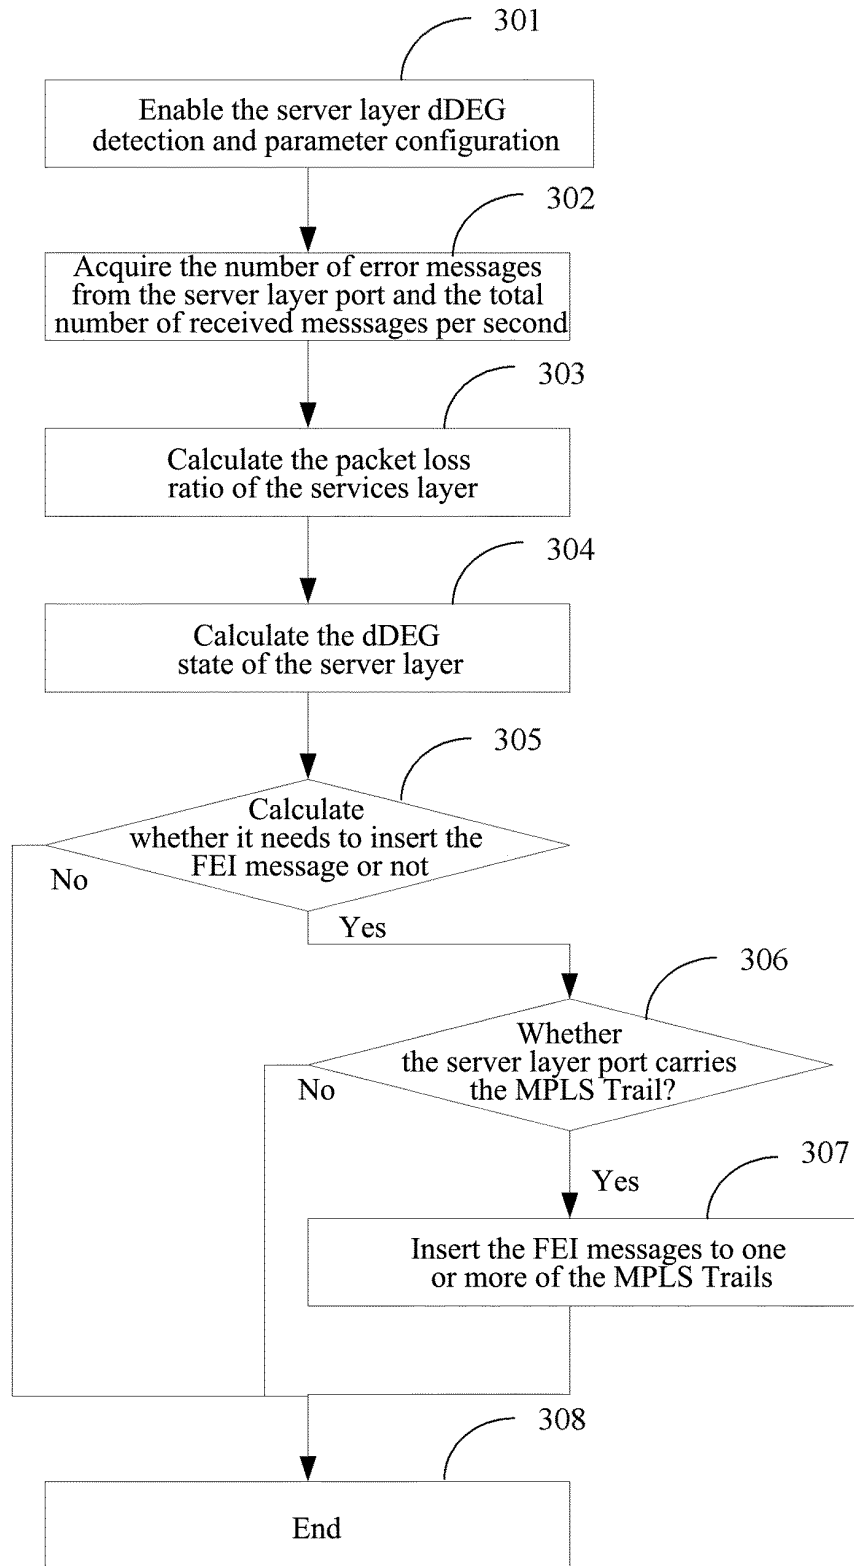 301
Enable the server layer dDEG
detection and parameter configuration
302
Acquire the number of error messages
from the server layer port and the total
number of received messsages per second
303
Calculate the packet loss
ratio of the services layer
304
Calculate the dDEG
state of the server layer
305
Calculate
whether it needs to insert the
FEI message or not
No
Yes
306
Whether
the server layer port carries
the MPLS Trail?
No
Yes
307
Insert the FEI messages to one
or more of the MPLS Trails
308
End